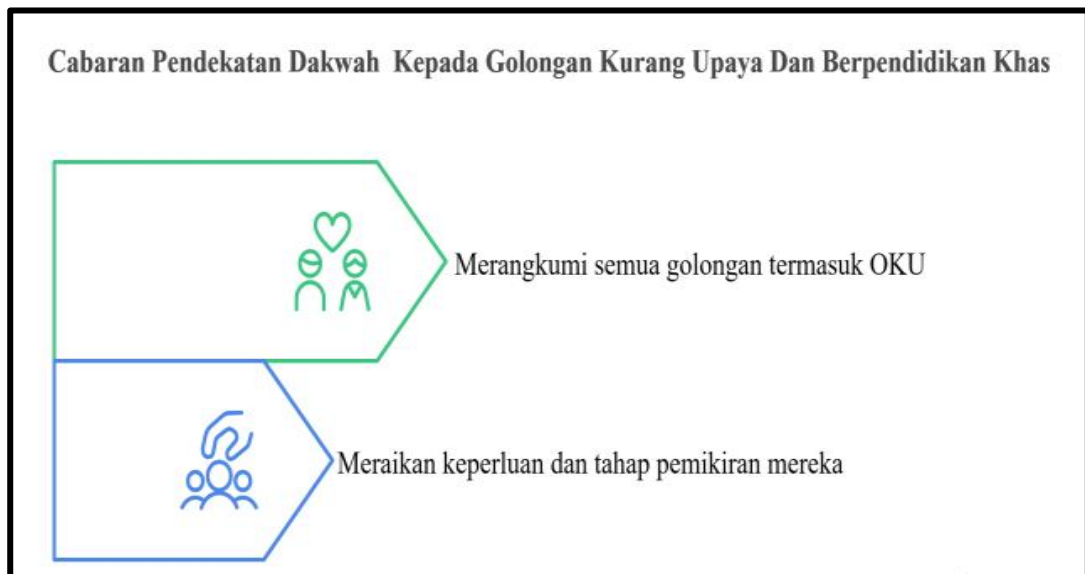 Cabaran Pendekatan Dakwah Kepada Golongan Kurang Upaya Dan Berpendidikan Khas
Merangkumi semua golongan termasuk OKU
Meraikan keperluan dan tahap pemikiran mereka